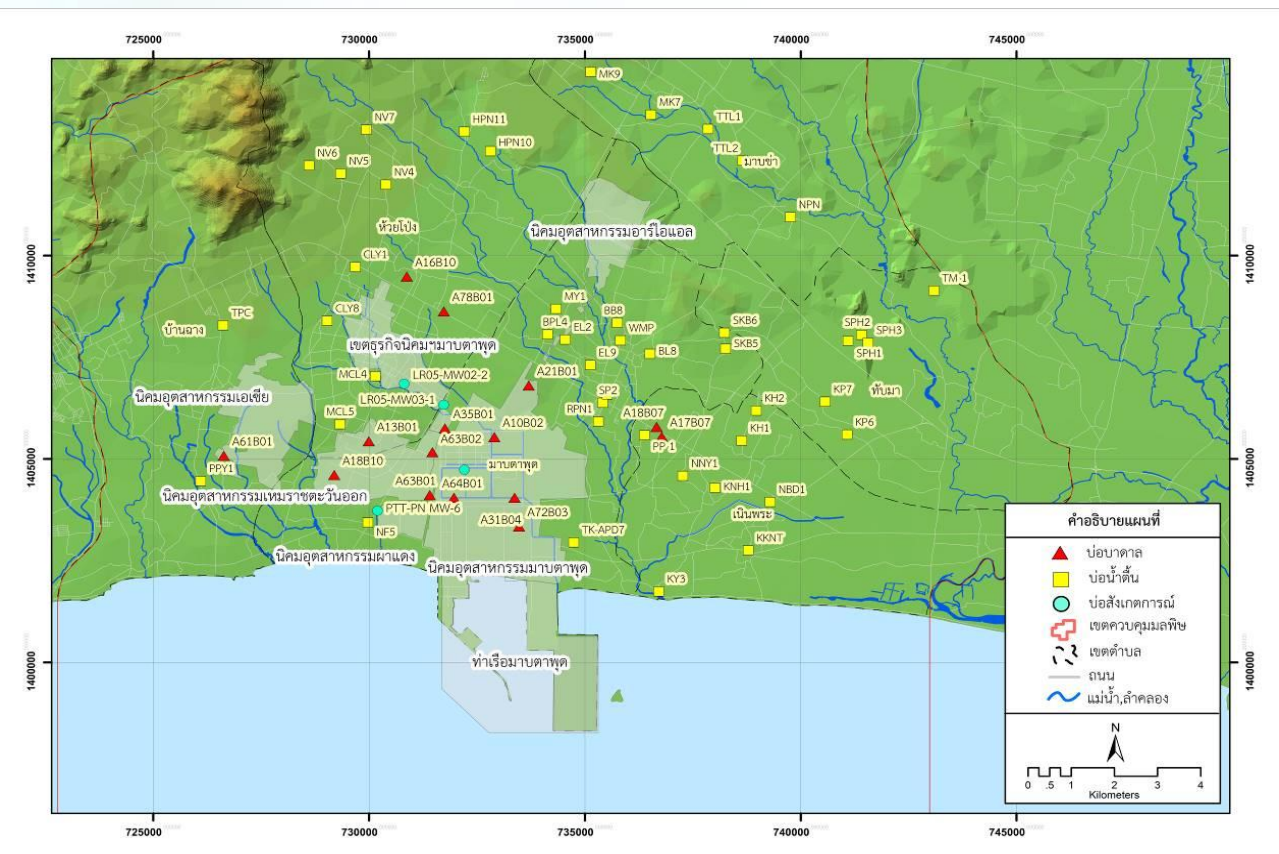 725000 730000 735000 740000 745000
MK9
MK7
NV7
HPN11
TTL1
HPN10
TTL2
มาบข่า
NV6
NV5
NV4
NPN
ห้วยโป่ง
นิคมอุตสาหกรรมอาร์ไอแอล
1410000
1410000
CLY1
A16B10
TM-1
A78B01
MY1
TPC
CLY8
BB8
BPL4
EL2
WMP
SKB6
SPH2
SPH3
บ้านฉาง
เขตธุรกิจนิคมฯมาบตาพุด
BL8
SKB5
SPH1
EL9
MCL4
LR05-MW02-2
A21B01
KP7
ทับมา
นิคมอุตสาหกรรมเอเชีย
LR05-MW03-1
SP2
KH2
MCL5
A35B01
RPN1
A18B07
A17B07
KP6
A13B01
A10B02
KH1
A61B01
A63B02
PP-1
1405000
1405000
PPY1
A18B10
มาบตาพุด
NNY1
A63B01
A64B01
KNH1
NBD1
นิคมอุตสาหกรรมเหมราชตะวันออก
PTT-PN MW-6
A31B04
A72B03
เนินพระ
NF5
TK-APD7
KKNT
นิคมอุตสาหกรรมผาแดง
นิคมอุตสาหกรรมมาบตาพุด
KY3
ท่าเรือมาบตาพุด
1400000
1400000
คำอธิบายแผนที่
บ่อบาดาล
บ่อน้ำตื้น
บ่อสังเกตการณ์
เขตควบคุมมลพิษ
เขตตำบล
ถนน
แม่น้ำ,ลำคลอง
N
0 .5 1 2 3 4
Kilometers
725000 730000 735000 740000 745000